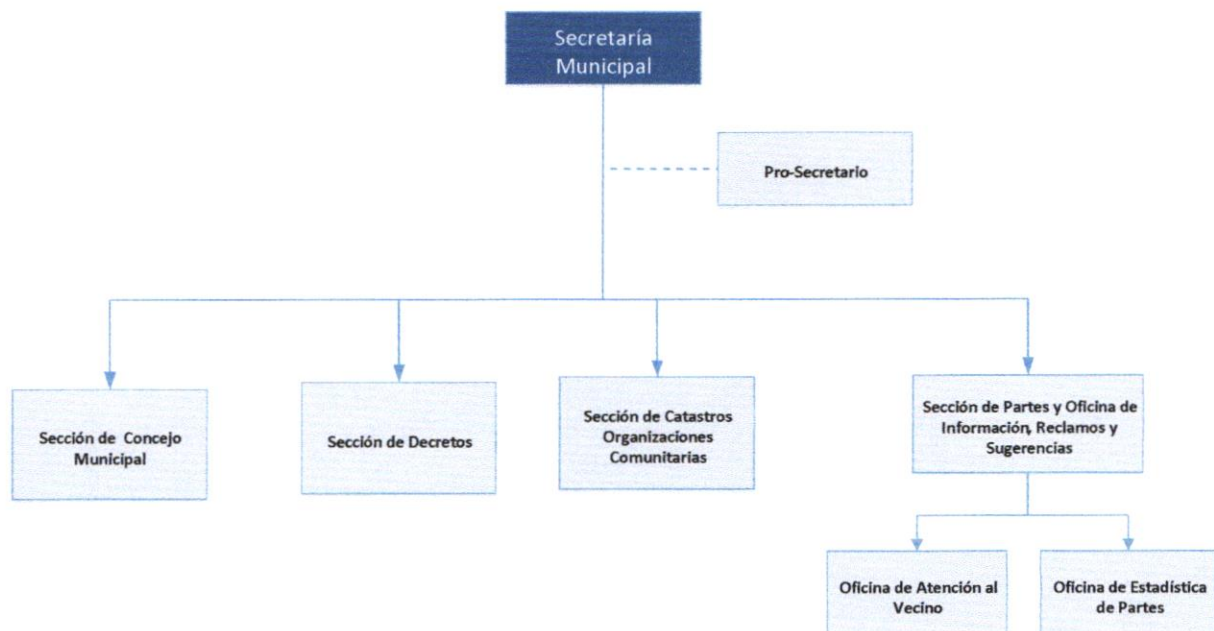 Secretaría
Municipal
Pro-Secretario
Sección de Concejo
Municipal
Sección de Decretos
Sección de Catastros
Organizaciones
Comunitarias
Sección de Partes y Oficina de
Información, Reclamos y
Sugerencias
Oficina de Atención al
Vecino
Oficina de Estadística
de Partes